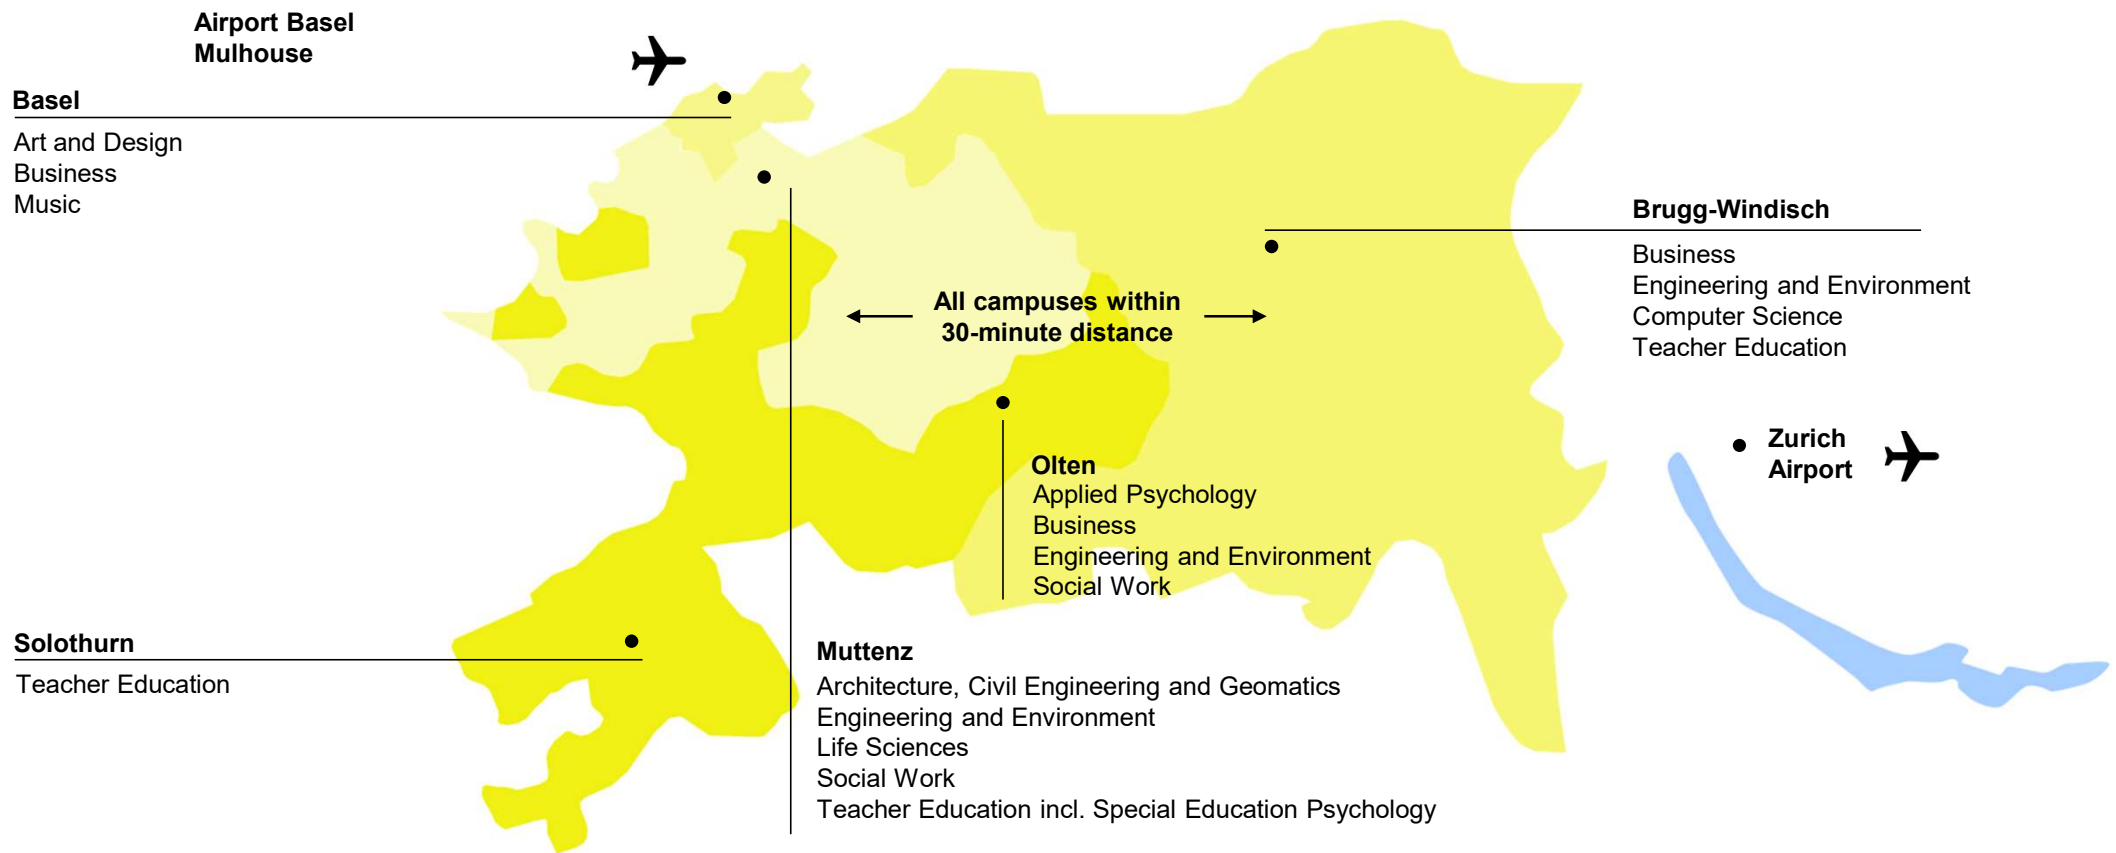 Airport Basel
Mulhouse
Basel
Art and Design
Business
Music
Brugg-Windisch
Business
Engineering and Environment
Computer Science
Teacher Education
All campuses within
30-minute distance
Zurich
Airport
Olten
Applied Psychology
Business
Engineering and Environment
Social Work
Solothurn
Teacher Education
Muttenz
Architecture, Civil Engineering and Geomatics
Engineering and Environment
Life Sciences
Social Work
Teacher Education incl. Special Education Psychology